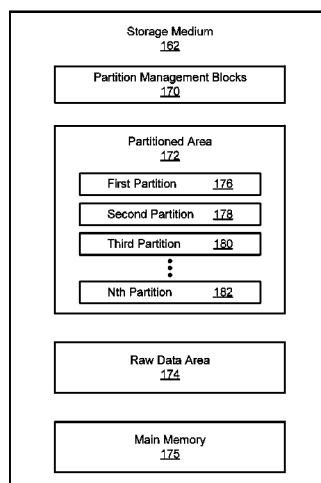 Storage Medium
162
Partition Management Blocks
170
Partitioned Area
172
First Partition 176
Second Partition 178
Third Partition 180
Nth Partition 182
Raw Data Area
174
Main Memory
175